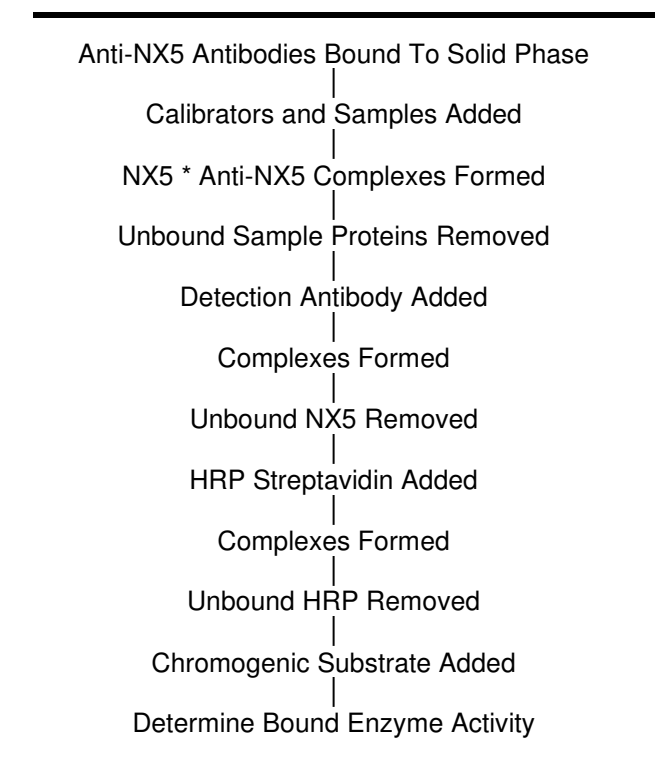 Anti-NX5 Antibodies Bound To Solid Phase
Calibrators and Samples Added
NX5 * Anti-NX5 Complexes Formed
Unbound Sample Proteins Removed
Detection Antibody Added
Complexes Formed
Unbound NX5 Removed
HRP Streptavidin Added
Complexes Formed
Unbound HRP Removed
Chromogenic Substrate Added
Determine Bound Enzyme Activity